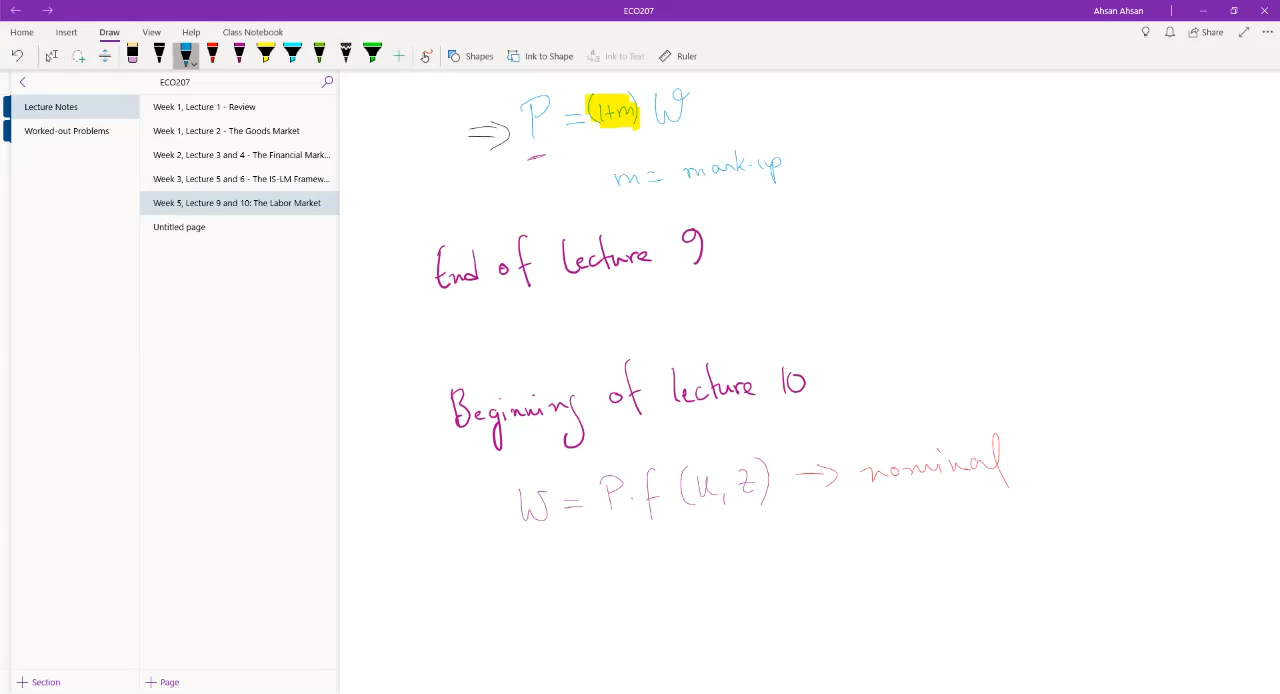 ECO207
Ahsan Ahsan
Home Insert Draw View Help Class Notebook
Share
Shapes Ink to Shape Ink to Text Ruler
ECO207
Lecture Notes
Worked-out Problems
Week 1, Lecture 1 - Review
Week 1, Lecture 2 - The Goods Market
Week 2, Lecture 3 and 4 - The Financial Mark...
Week 3, Lecture 5 and 6 - The IS-LM Framew...
Week 5, Lecture 9 and 10: The Labor Market
Untitled page
+ Section
+ Page
⇒ P = (1+m) W
m = mark-up
End of lecture 9
Beginning of lecture 10
W = P.f (u, z) → nominal